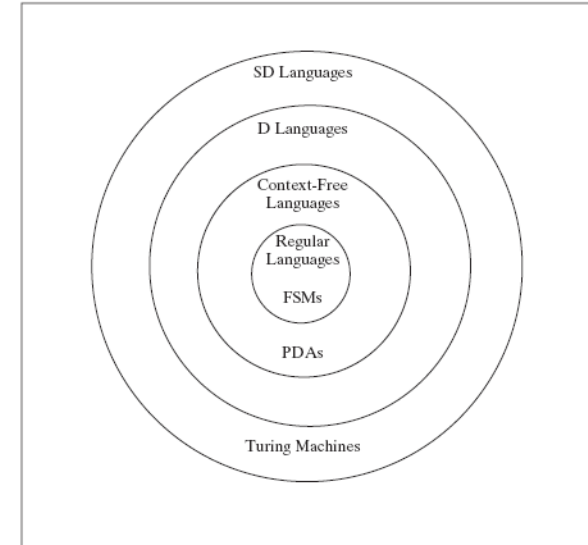 SD Languages
D Languages
Context-Free
Languages
Regular
Languages
FSMs
PDAs
Turing Machines